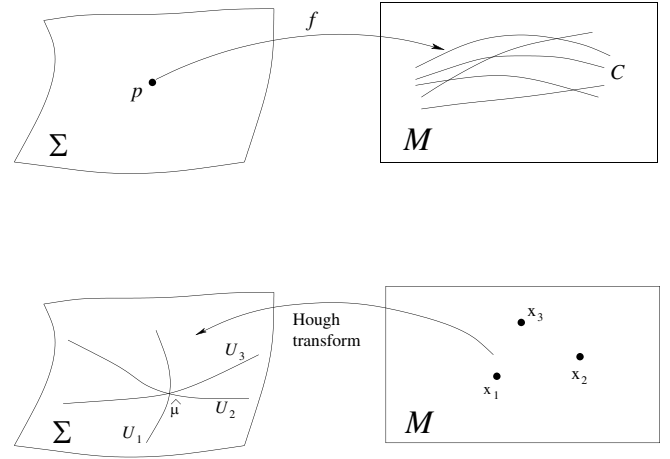 f
p
C
Σ
M
Hough
transform
x₃
U₃
x₂
μ̂
U₂
x₁
U₁
Σ
M